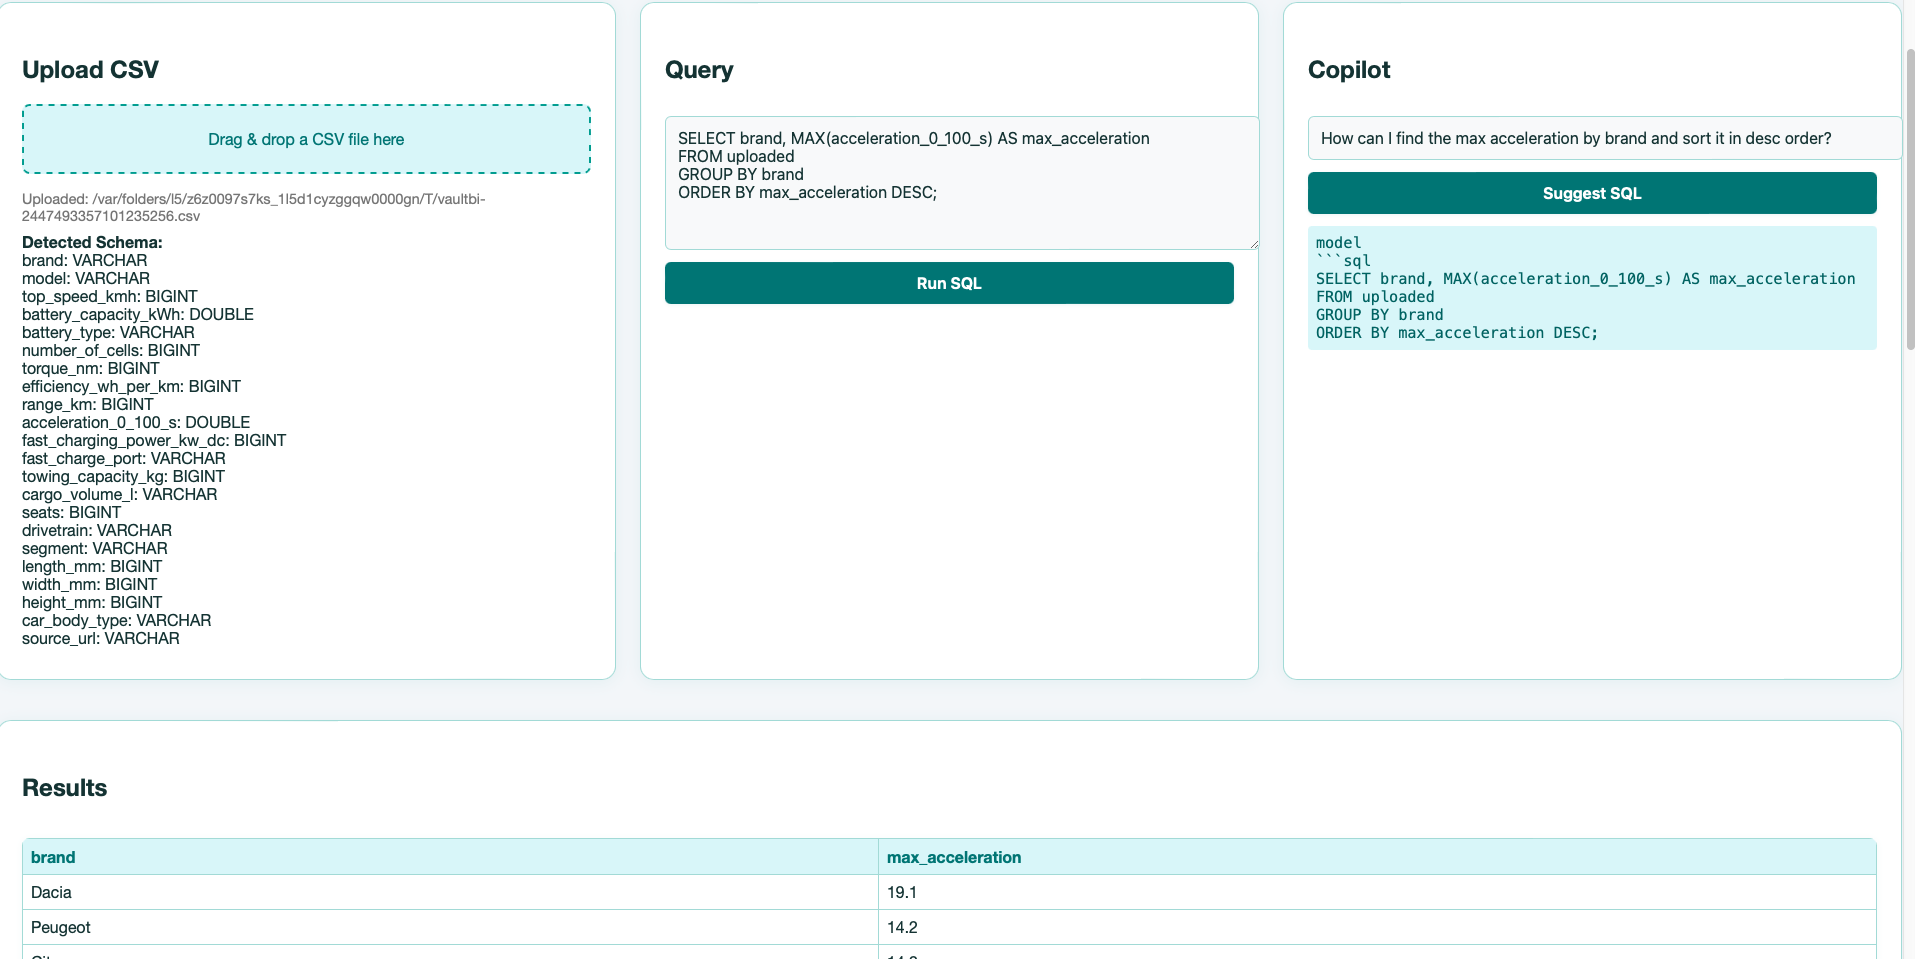 Upload CSV
Drag & drop a CSV file here
Uploaded: /var/folders/l5/z6z0097s7ks_1l5d1cyzggqw0000gn/T/vaultbi-
2447493357101235256.csv
Detected Schema:
brand: VARCHAR
model: VARCHAR
top_speed_kmh: BIGINT
battery_capacity_kWh: DOUBLE
battery_type: VARCHAR
number_of_cells: BIGINT
torque_nm: BIGINT
efficiency_wh_per_km: BIGINT
range_km: BIGINT
acceleration_0_100_s: DOUBLE
fast_charging_power_kw_dc: BIGINT
fast_charge_port: VARCHAR
towing_capacity_kg: BIGINT
cargo_volume_l: VARCHAR
seats: BIGINT
drivetrain: VARCHAR
segment: VARCHAR
length_mm: BIGINT
width_mm: BIGINT
height_mm: BIGINT
car_body_type: VARCHAR
source_url: VARCHAR
Query
SELECT brand, MAX(acceleration_0_100_s) AS max_acceleration
FROM uploaded
GROUP BY brand
ORDER BY max_acceleration DESC;
Run SQL
Copilot
How can I find the max acceleration by brand and sort it in desc order?
Suggest SQL
model
```sql
SELECT brand, MAX(acceleration_0_100_s) AS max_acceleration
FROM uploaded
GROUP BY brand
ORDER BY max_acceleration DESC;
Results
brand max_acceleration
Dacia 19.1
Peugeot 14.2